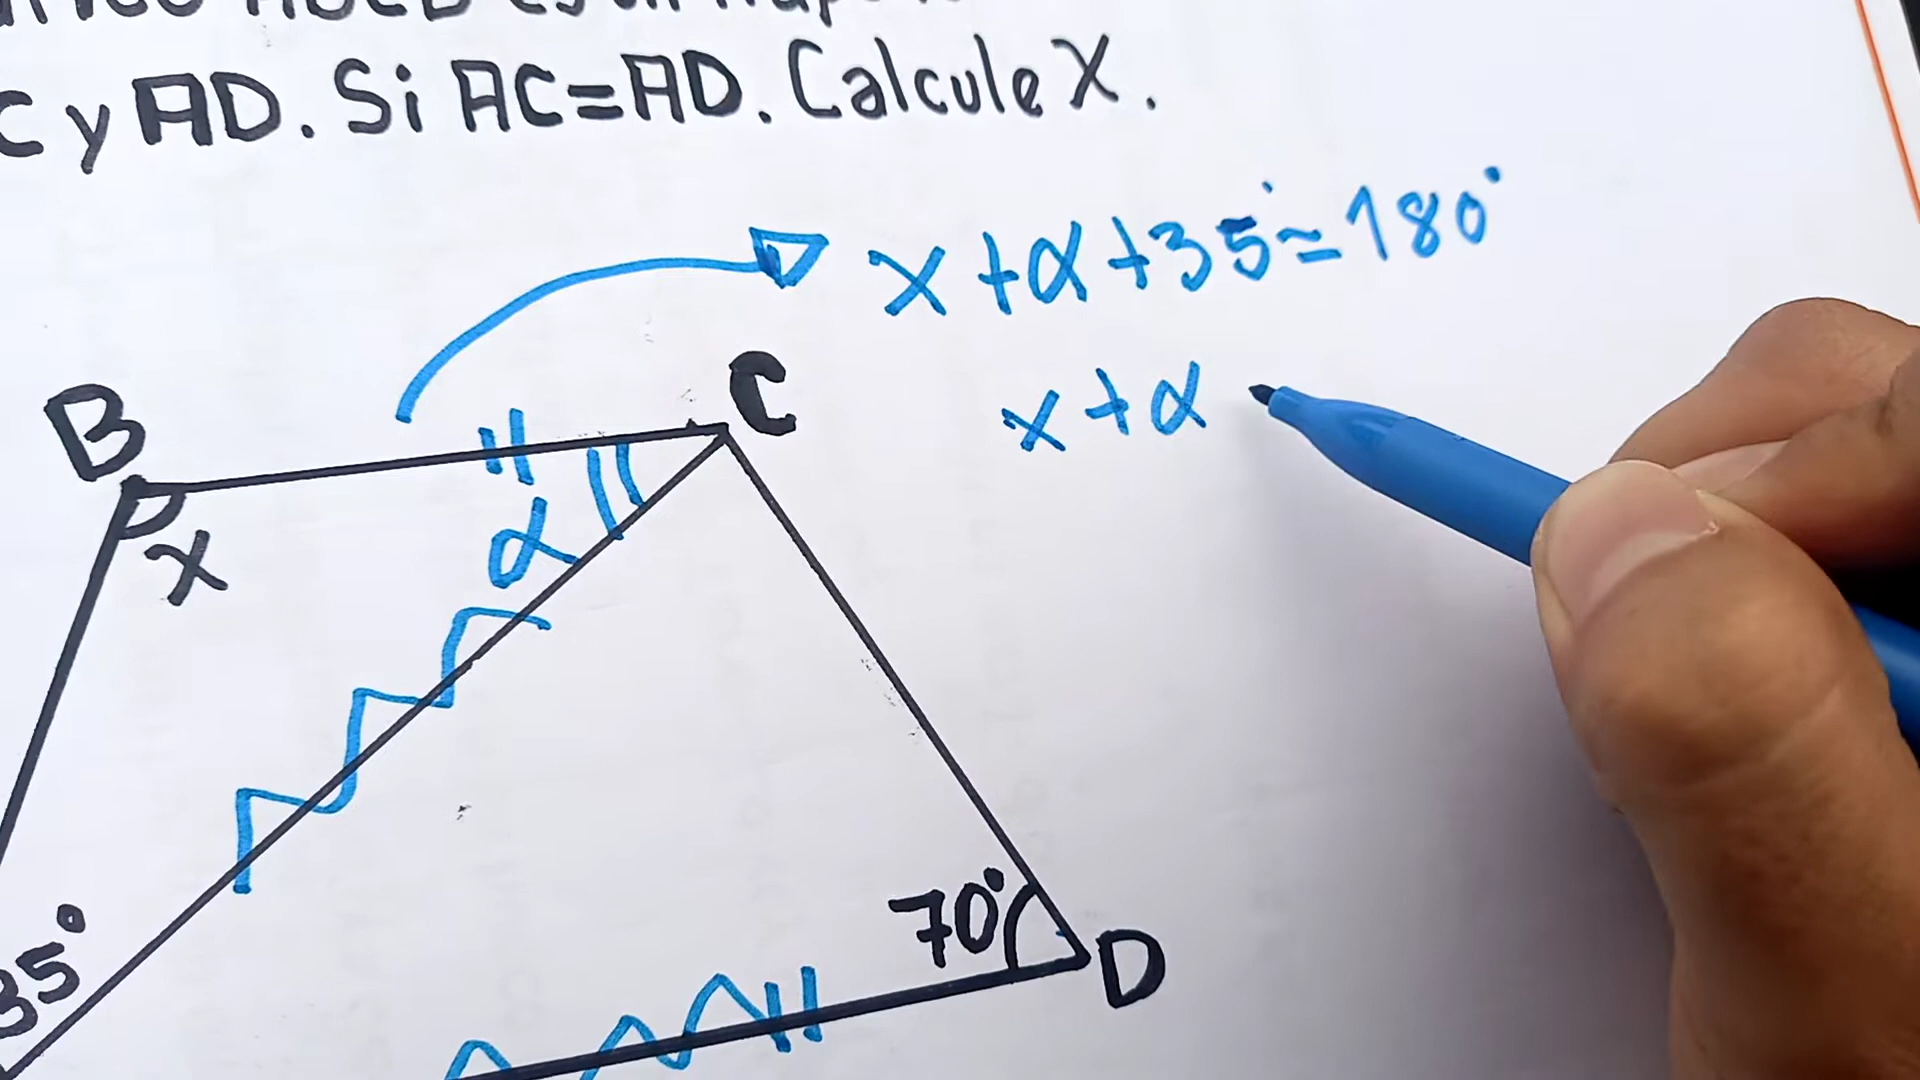 C y AD. Si AC=AD. Calcule X.
x+α+35°=180°
x+α
B
C
X
α
35°
70°
D